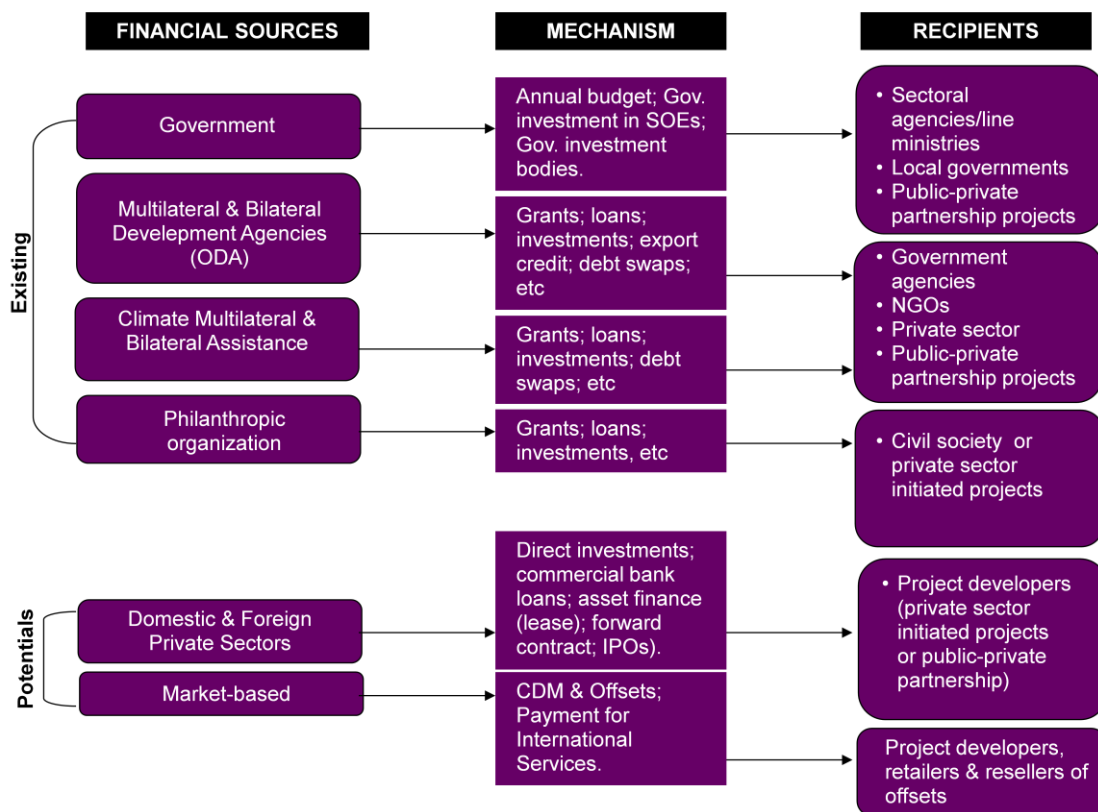 FINANCIAL SOURCES
MECHANISM
RECIPIENTS
Existing
Government
Annual budget; Gov.
investment in SOEs;
Gov. investment
bodies.
• Sectoral
agencies/line
ministries
• Local governments
• Public-private
partnership projects
Multilateral & Bilateral
Develepment Agencies
(ODA)
Grants; loans;
investments; export
credit; debt swaps;
etc
• Government
agencies
• NGOs
• Private sector
• Public-private
partnership projects
Climate Multilateral &
Bilateral Assistance
Grants; loans;
investments; debt
swaps; etc
Philanthropic
organization
Grants; loans;
investments, etc
• Civil society or
private sector
initiated projects
Potentials
Domestic & Foreign
Private Sectors
Direct investments;
commercial bank
loans; asset finance
(lease); forward
contract; IPOs).
• Project developers
(private sector
initiated projects
or public-private
partnership)
Market-based
CDM & Offsets;
Payment for
International
Services.
Project developers,
retailers & resellers of
offsets